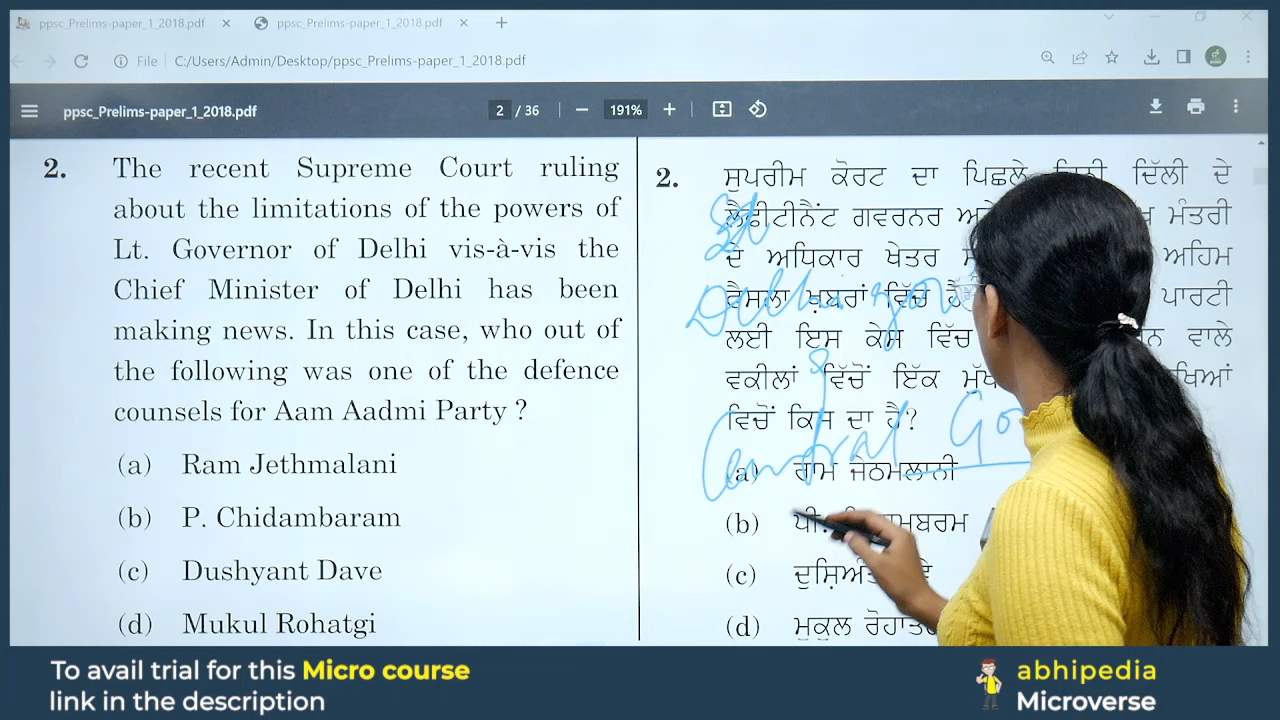 ppsc_Prelims-paper_1_2018.pdf
ppsc_Prelims-paper_1_2018.pdf
File
C:/Users/Admin/Desktop/ppsc_Prelims-paper_1_2018.pdf
ppsc_Prelims-paper_1_2018.pdf
2 / 36
191%
2. The recent Supreme Court ruling
about the limitations of the powers of
Lt. Governor of Delhi vis-à-vis the
Chief Minister of Delhi has been
making news. In this case, who out of
the following was one of the defence
counsels for Aam Aadmi Party ?
(a) Ram Jethmalani
(b) P. Chidambaram
(c) Dushyant Dave
(d) Mukul Rohatgi
2. ਸੁਪਰੀਮ ਕੋਰਟ ਦਾ ਪਿਛਲੇ ਦਿੱਲੀ ਦੇ
ਲੈਫੀਟੀਨੈਂਟ ਗਵਰਨਰ ਮੰਤਰੀ
ਦੇ ਅਧਿਕਾਰ ਖੇਤਰ ਅਹਿਮ
ਫੈਸਲਾ ਖ਼ਬਰਾਂ ਵਿੱਚ ਹੈ ਪਾਰਟੀ
ਲਈ ਇਸ ਕੇਸ ਵਿੱਚ ਵਾਲੇ
ਵਕੀਲਾਂ ਵਿੱਚੋਂ ਇੱਕ
ਵਿਚੋਂ ਕਿਸ ਦਾ ਹੈ?
(a) ਰਾਮ ਜੇਠਮਲਾਨੀ
(b)
(c)
(d) ਮੁਕੁਲ
Delhi gov
Central Go
To avail trial for this Micro course
link in the description
abhipedia
Microverse